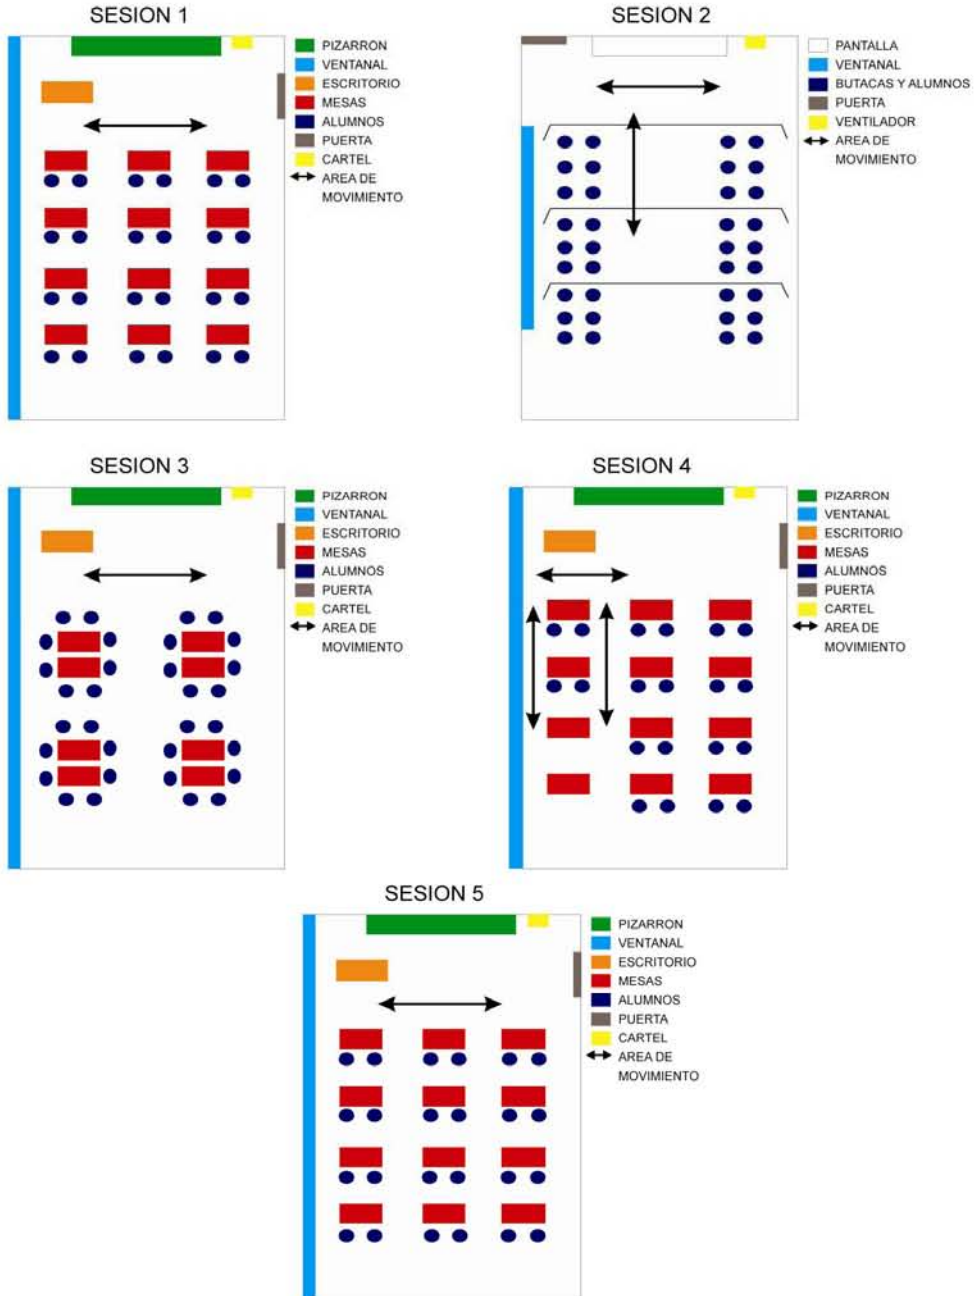 SESION 1
PIZARRON
VENTANAL
ESCRITORIO
MESAS
ALUMNOS
PUERTA
CARTEL
AREA DE
MOVIMIENTO
SESION 2
PANTALLA
VENTANAL
BUTACAS Y ALUMNOS
PUERTA
VENTILADOR
AREA DE
MOVIMIENTO
SESION 3
PIZARRON
VENTANAL
ESCRITORIO
MESAS
ALUMNOS
PUERTA
CARTEL
AREA DE
MOVIMIENTO
SESION 4
PIZARRON
VENTANAL
ESCRITORIO
MESAS
ALUMNOS
PUERTA
CARTEL
AREA DE
MOVIMIENTO
SESION 5
PIZARRON
VENTANAL
ESCRITORIO
MESAS
ALUMNOS
PUERTA
CARTEL
AREA DE
MOVIMIENTO